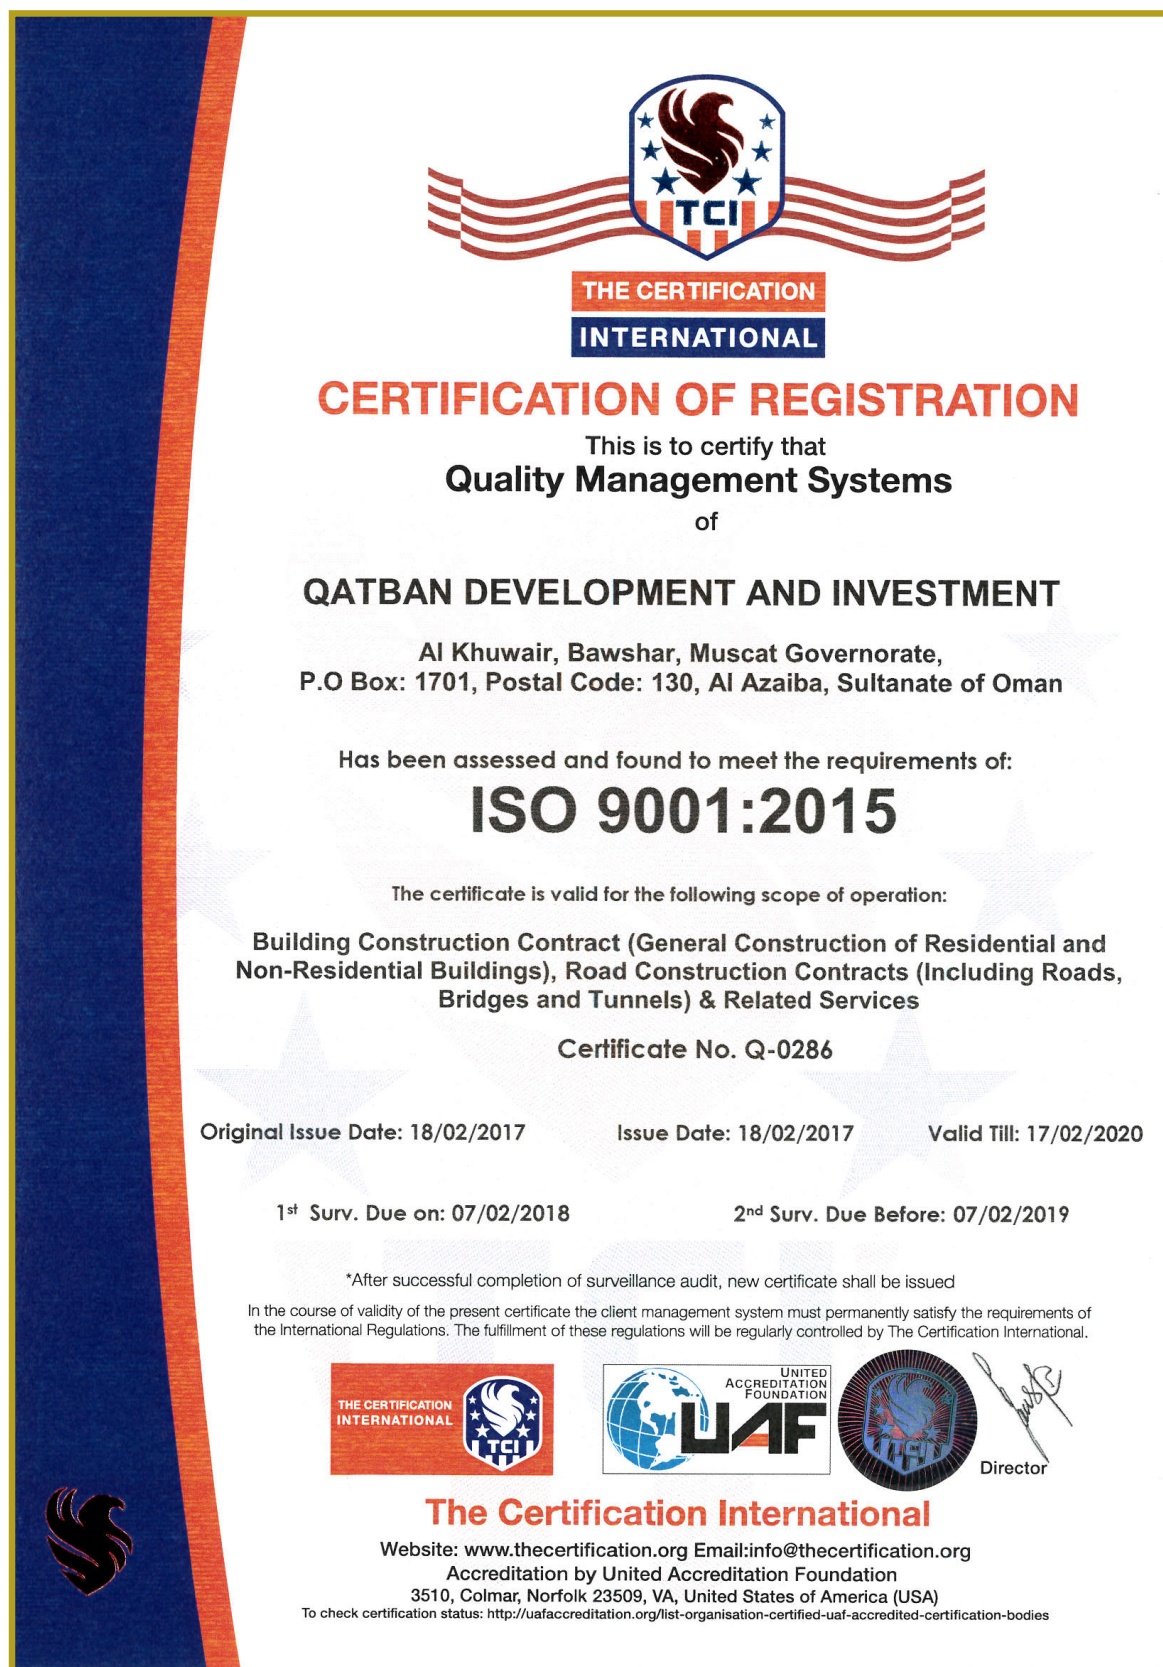 TCI
THE CERTIFICATION
INTERNATIONAL
CERTIFICATION OF REGISTRATION
This is to certify that
Quality Management Systems
of
QATBAN DEVELOPMENT AND INVESTMENT
Al Khuwair, Bawshar, Muscat Governorate,
P.O Box: 1701, Postal Code: 130, Al Azaiba, Sultanate of Oman
Has been assessed and found to meet the requirements of:
ISO 9001:2015
The certificate is valid for the following scope of operation:
Building Construction Contract (General Construction of Residential and
Non-Residential Buildings), Road Construction Contracts (Including Roads,
Bridges and Tunnels) & Related Services
Certificate No. Q-0286
Original Issue Date: 18/02/2017 Issue Date: 18/02/2017 Valid Till: 17/02/2020
1st Surv. Due on: 07/02/2018 2nd Surv. Due Before: 07/02/2019
*After successful completion of surveillance audit, new certificate shall be issued
In the course of validity of the present certificate the client management system must permanently satisfy the requirements of
the International Regulations. The fulfillment of these regulations will be regularly controlled by The Certification International.
THE CERTIFICATION
INTERNATIONAL
TCI
UNITED
ACCREDITATION
FOUNDATION
UAF
TCI
Director
The Certification International
Website: www.thecertification.org Email:info@thecertification.org
Accreditation by United Accreditation Foundation
3510, Colmar, Norfolk 23509, VA, United States of America (USA)
To check certification status: http://uafaccreditation.org/list-organisation-certified-uaf-accredited-certification-bodies